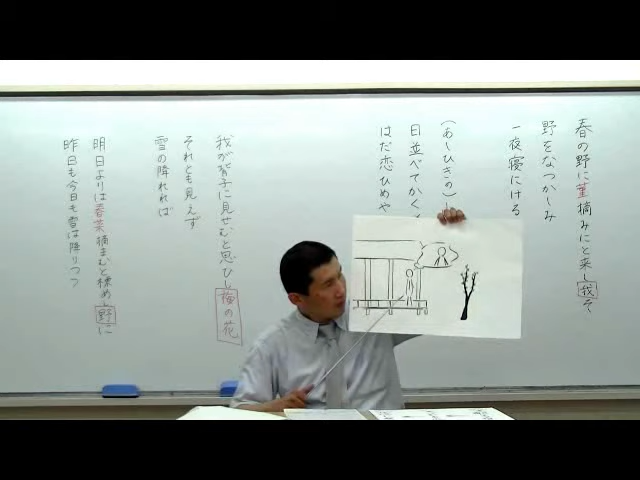 春の野に菫摘みにと来し我そ
野をなつかしみ
一夜寝にける
(あしひきの)
日並べてかく
はだ恋ひめや
我が背子に見せむと思ひし梅の花
それとも見えず
雪の降れれば
明日よりは春菜摘まむと標めし野に
昨日も今日も雪は降りつつ